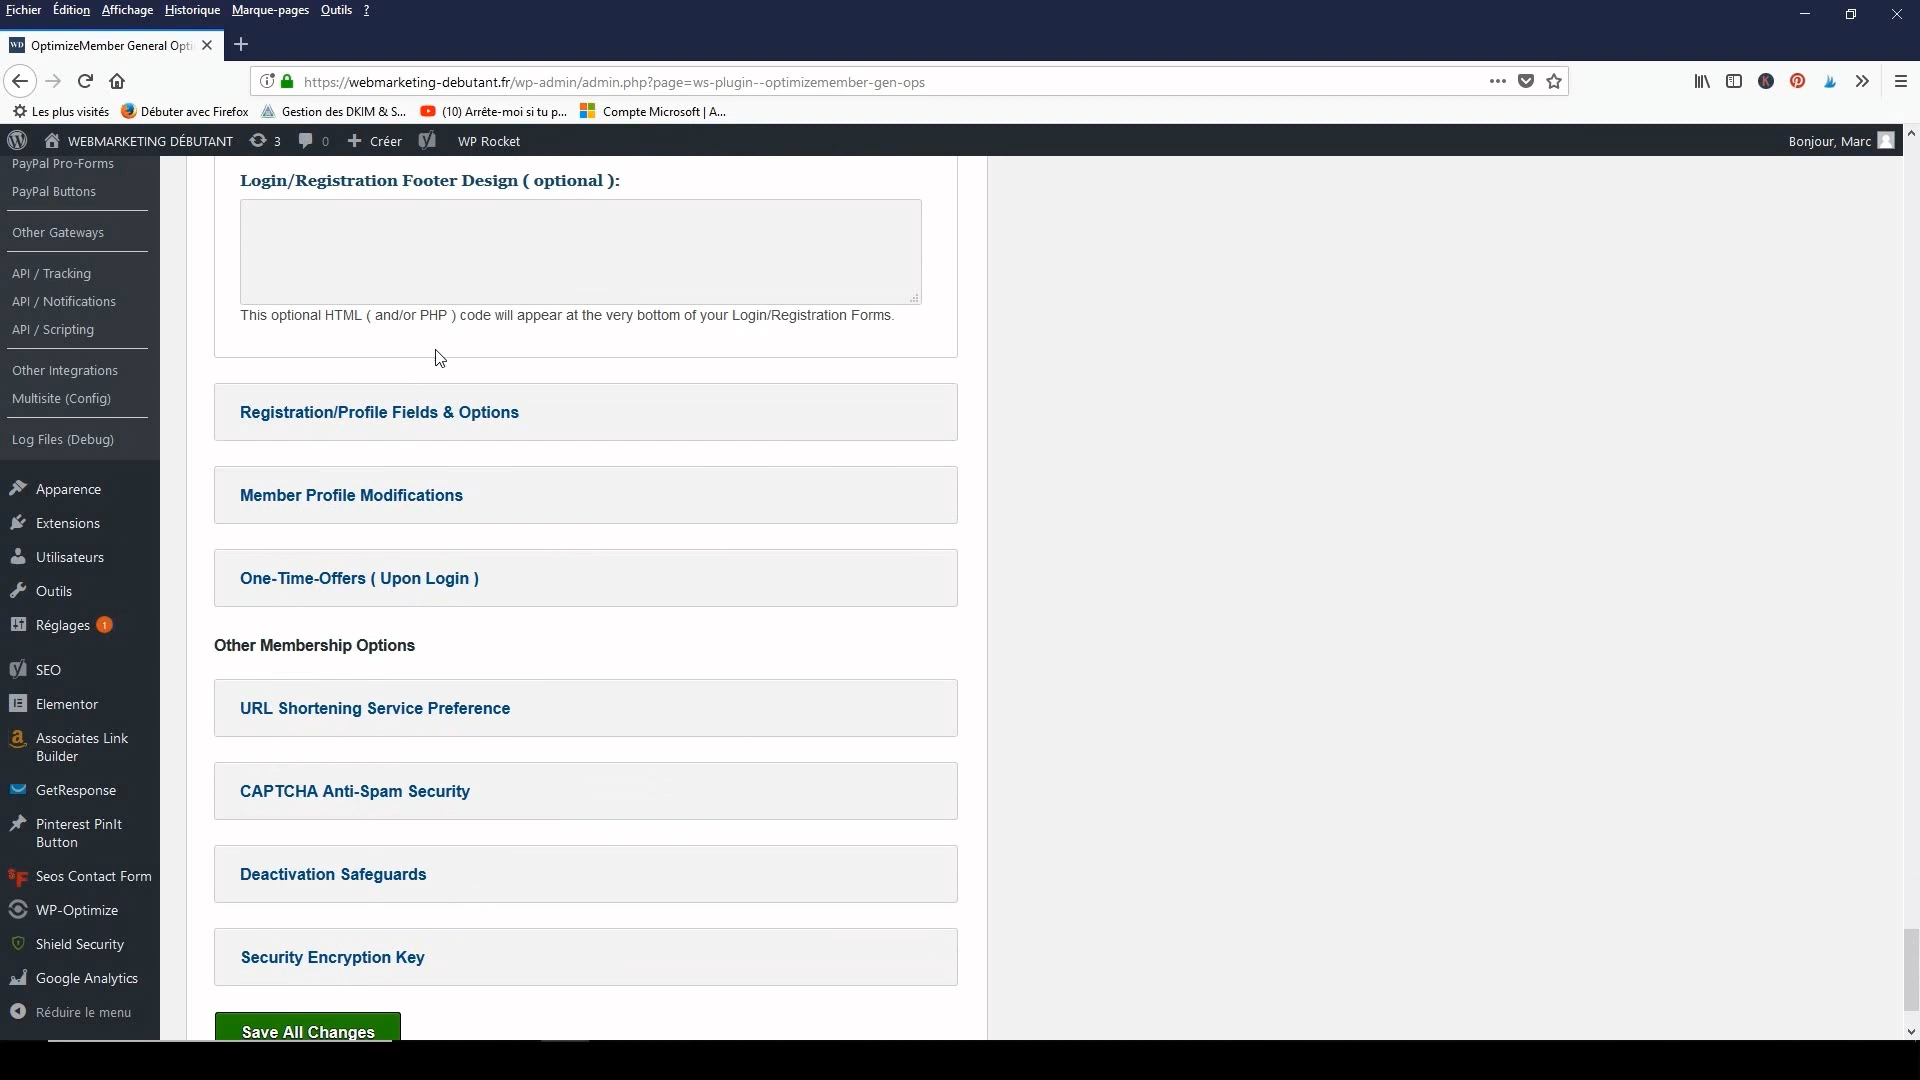 Fichier Édition Affichage Historique Marque-pages Outils ?
OptimizeMember General Opti
https://webmarketing-debutant.fr/wp-admin/admin.php?page=ws-plugin--optimizemember-gen-ops
Les plus visités Débuter avec Firefox Gestion des DKIM & S... (10) Arrête-moi si tu p... Compte Microsoft | A...
WEBMARKETING DÉBUTANT 3 0 Créer WP Rocket Bonjour, Marc
PayPal Pro-Forms
PayPal Buttons
Other Gateways
API / Tracking
API / Notifications
API / Scripting
Other Integrations
Multisite (Config)
Log Files (Debug)
Apparence
Extensions
Utilisateurs
Outils
Réglages 1
SEO
Elementor
Associates Link
Builder
GetResponse
Pinterest PinIt
Button
Seos Contact Form
WP-Optimize
Shield Security
Google Analytics
Réduire le menu
Login/Registration Footer Design ( optional ):
This optional HTML ( and/or PHP ) code will appear at the very bottom of your Login/Registration Forms.
Registration/Profile Fields & Options
Member Profile Modifications
One-Time-Offers ( Upon Login )
Other Membership Options
URL Shortening Service Preference
CAPTCHA Anti-Spam Security
Deactivation Safeguards
Security Encryption Key
Save All Changes